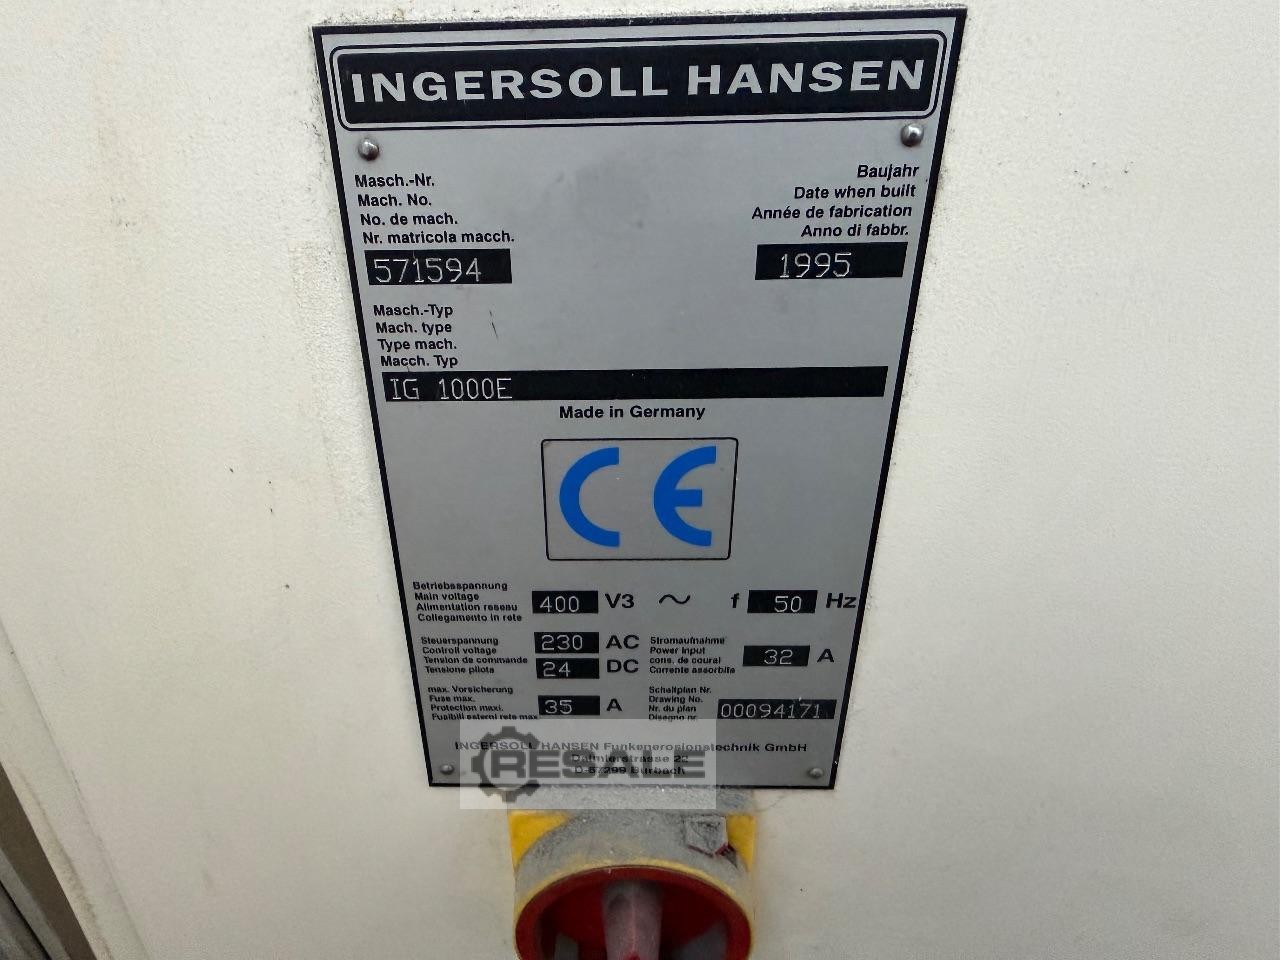 INGERSOLL HANSEN
Masch.-Nr.
Mach. No.
No. de mach.
Nr. matricola macch.
571594
Baujahr
Date when built
Année de fabrication
Anno di fabbr.
1995
Masch.-Typ
Mach. type
Type mach.
Macch. Typ
IG 1000E
Made in Germany
CE
Betriebsspannung
Main voltage
Alimentation reseau
Collegamento in rete
400 V3 ~ f 50 Hz
Steuerspannung
Controll voltage
Tension de commande
Tensione pilota
230 AC
24 DC
Stromaufnahme
Power input
cons. de coural
Corrente assorbita
32 A
max. Vorsicherung
Fuse max.
Protection maxi.
Fusibili esterni rete max
35 A
Schaltplan Nr.
Drawing No.
Nr. du plan
Disegno nr.
00094171
INGERSOLL HANSEN Funkenerosionstechnik GmbH
Daimlerstrasse 22
D-57299 Burbach
RESALE